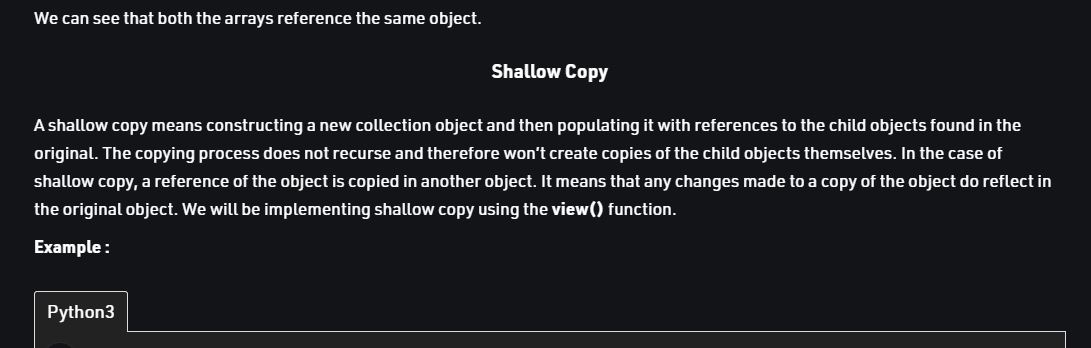 We can see that both the arrays reference the same object.
Shallow Copy
A shallow copy means constructing a new collection object and then populating it with references to the child objects found in the
original. The copying process does not recurse and therefore won't create copies of the child objects themselves. In the case of
shallow copy, a reference of the object is copied in another object. It means that any changes made to a copy of the object do reflect in
the original object. We will be implementing shallow copy using the view() function.
Example :
Python3